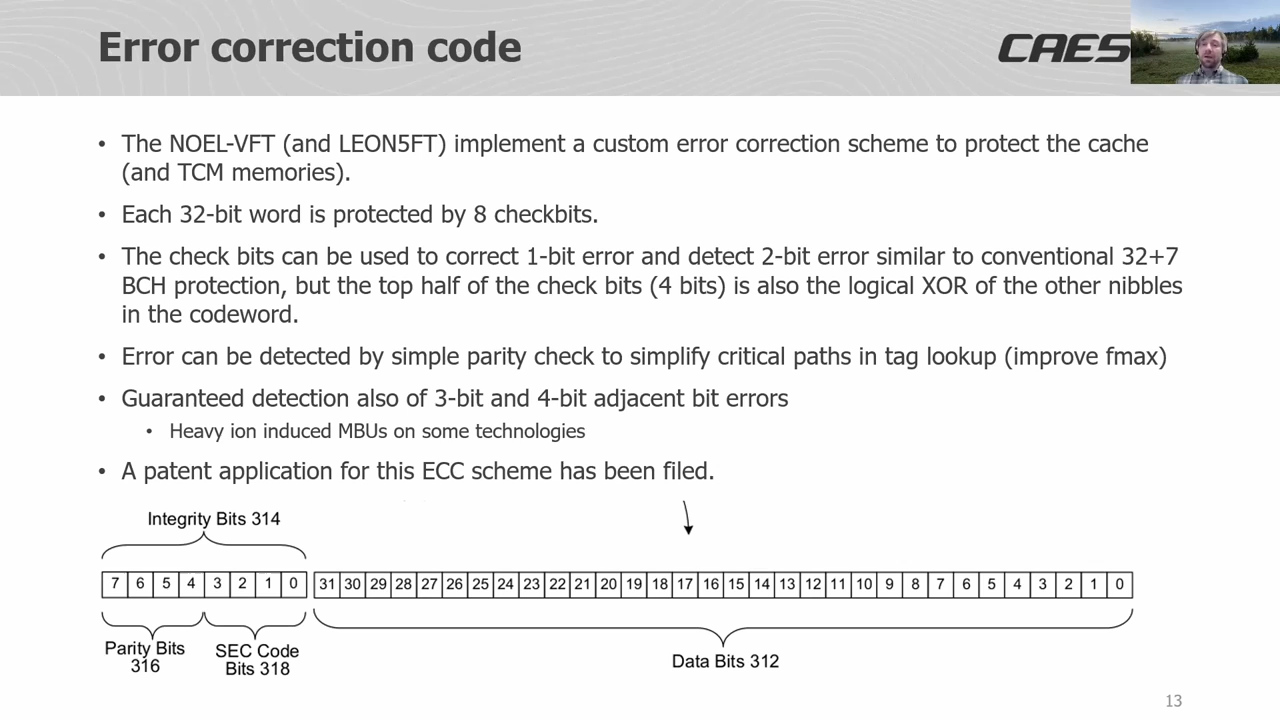 Error correction code
CAES
• The NOEL-VFT (and LEON5FT) implement a custom error correction scheme to protect the cache
(and TCM memories).
• Each 32-bit word is protected by 8 checkbits.
• The check bits can be used to correct 1-bit error and detect 2-bit error similar to conventional 32+7
BCH protection, but the top half of the check bits (4 bits) is also the logical XOR of the other nibbles
in the codeword.
• Error can be detected by simple parity check to simplify critical paths in tag lookup (improve fmax)
• Guaranteed detection also of 3-bit and 4-bit adjacent bit errors
• Heavy ion induced MBUs on some technologies
• A patent application for this ECC scheme has been filed.
Integrity Bits 314
7 6 5 4 3 2 1 0 31 30 29 28 27 26 25 24 23 22 21 20 19 18 17 16 15 14 13 12 11 10 9 8 7 6 5 4 3 2 1 0
Parity Bits
316
SEC Code
Bits 318
Data Bits 312
13